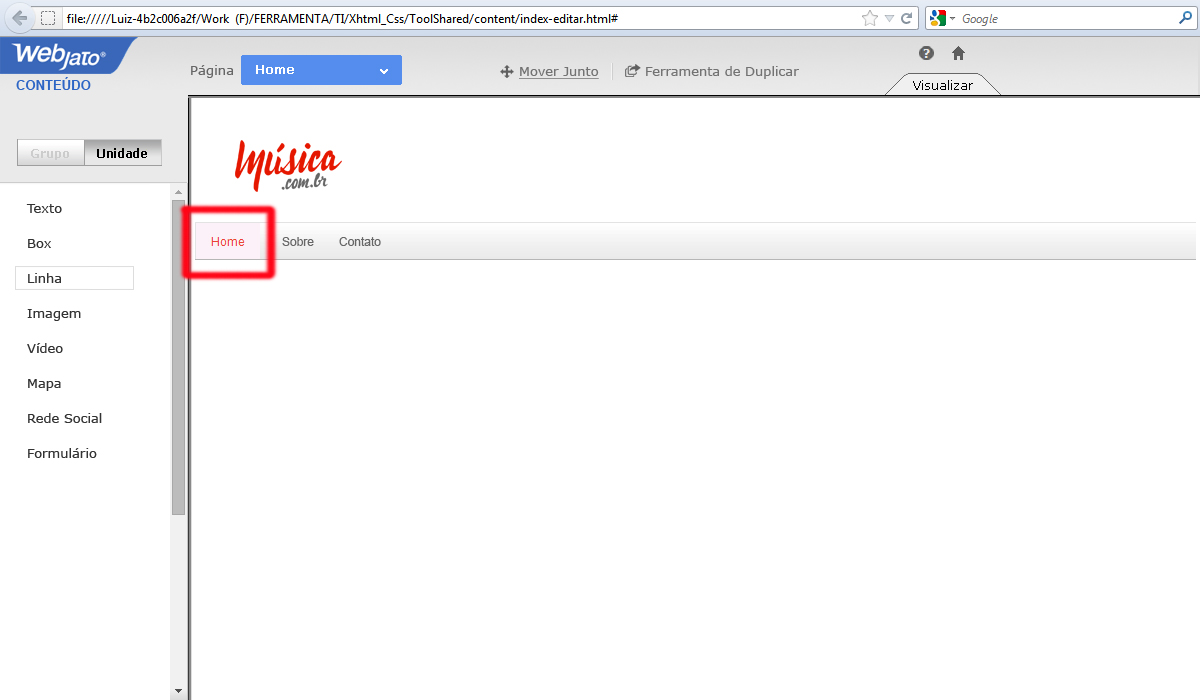 file://///Luiz-4b2c006a2f/Work (F)/FERRAMENTA/TI/Xhtml_Css/ToolShared/content/index-editar.html#
Google
Webjato®
CONTEÚDO
Página
Home
Mover Junto
Ferramenta de Duplicar
?
Visualizar
Grupo
Unidade
Texto
Box
Linha
Imagem
Vídeo
Mapa
Rede Social
Formulário
Música
.com.br
Home
Sobre
Contato